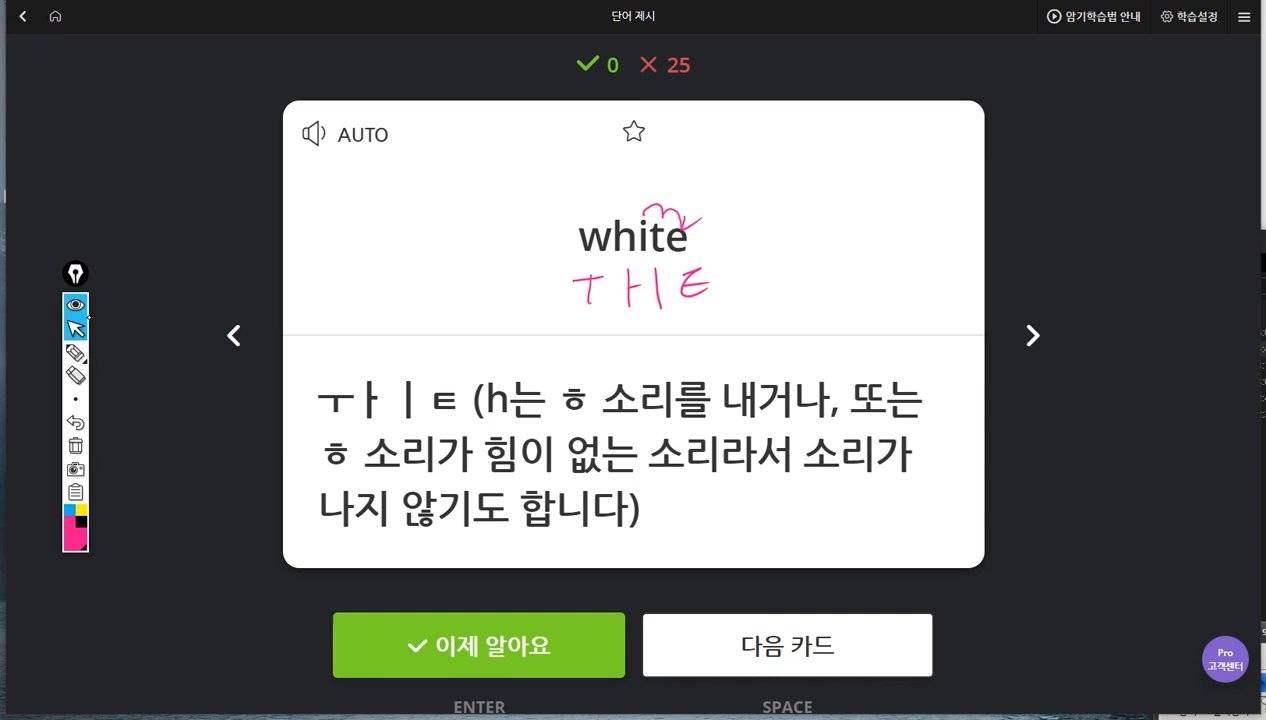 단어 제시
암기학습법 안내
학습설정
0
25
AUTO
white
ㅜㅏㅣㅌ
ㅜㅏㅣㅌ (h는 ㅎ 소리를 내거나, 또는
ㅎ 소리가 힘이 없는 소리라서 소리가
나지 않기도 합니다)
이제 알아요
다음 카드
Pro
고객센터
ENTER
SPACE